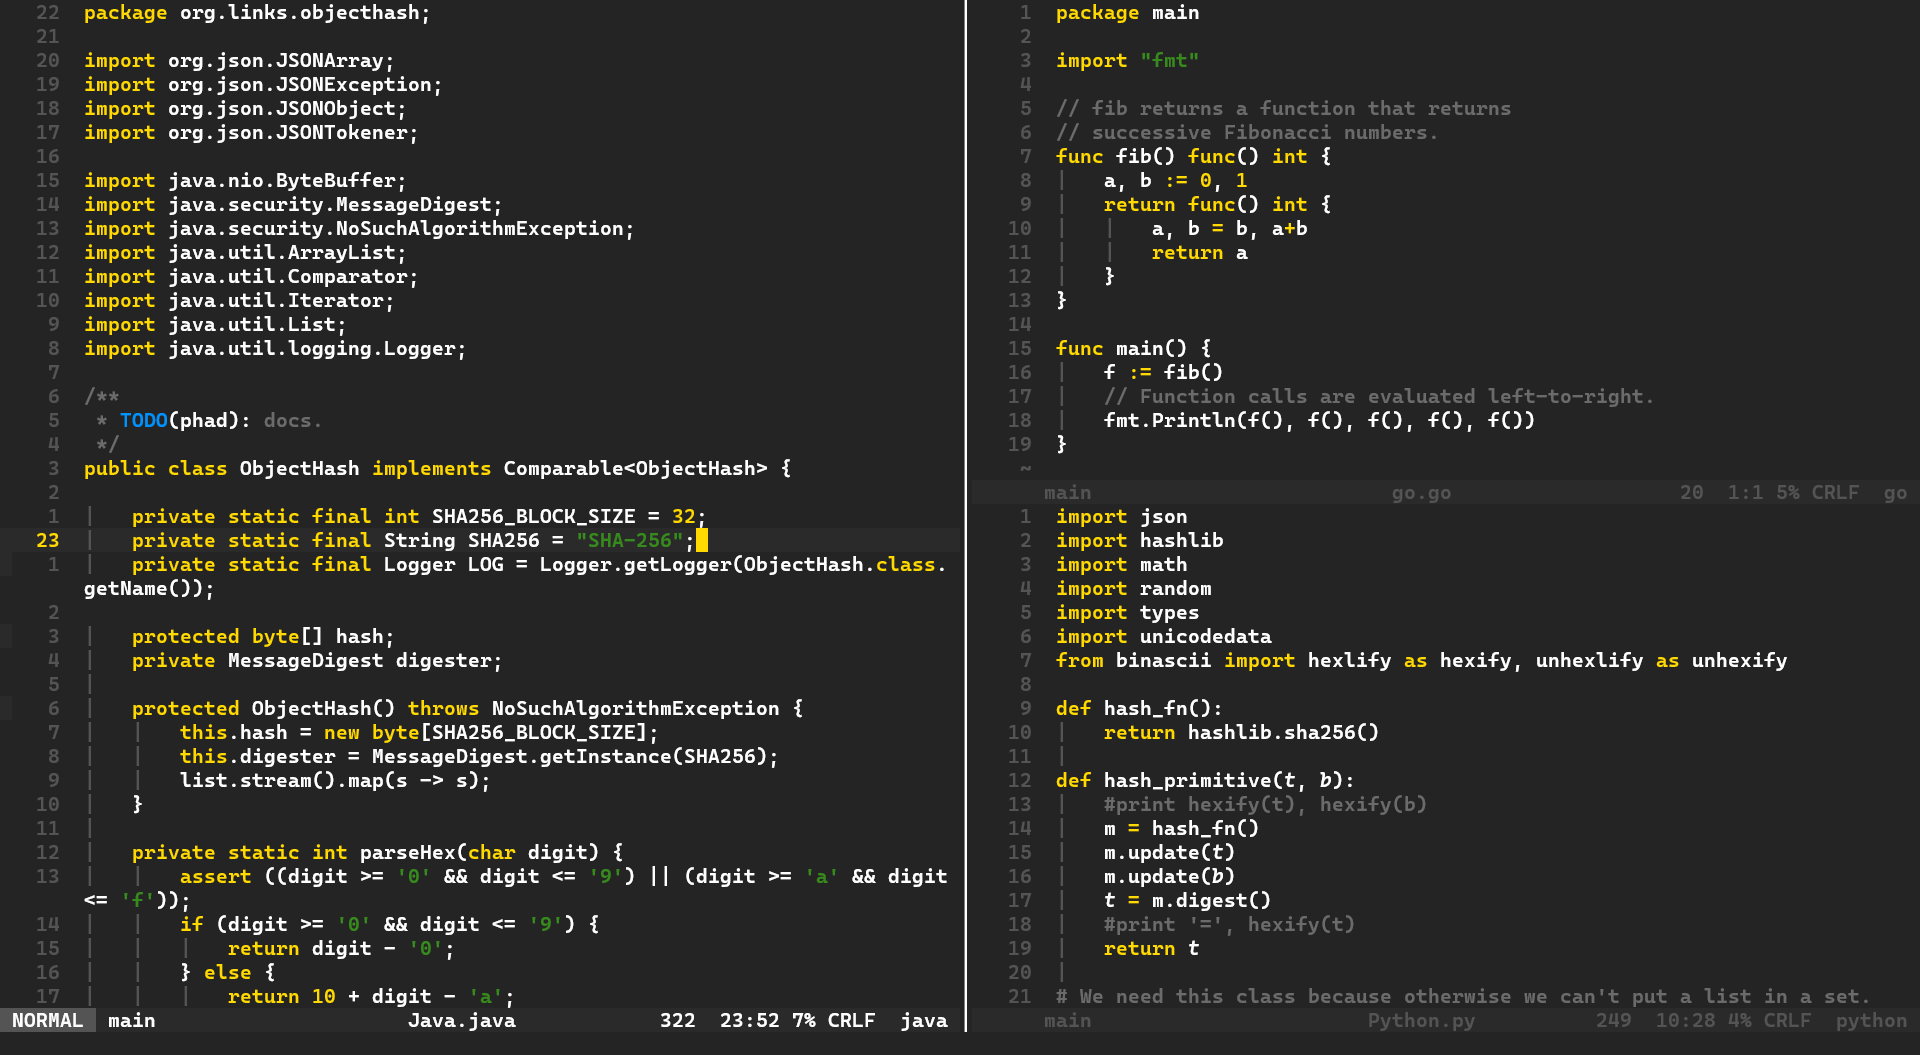 22 package org.links.objecthash;
21
20 import org.json.JSONArray;
19 import org.json.JSONException;
18 import org.json.JSONObject;
17 import org.json.JSONTokener;
16
15 import java.nio.ByteBuffer;
14 import java.security.MessageDigest;
13 import java.security.NoSuchAlgorithmException;
12 import java.util.ArrayList;
11 import java.util.Comparator;
10 import java.util.Iterator;
9 import java.util.List;
8 import java.util.logging.Logger;
7
6 /**
5  * TODO(phad): docs.
4  */
3 public class ObjectHash implements Comparable<ObjectHash> {
2
1 |   private static final int SHA256_BLOCK_SIZE = 32;
23 |   private static final String SHA256 = "SHA-256";
1 |   private static final Logger LOG = Logger.getLogger(ObjectHash.class.
getName());
2
3 |   protected byte[] hash;
4 |   private MessageDigest digester;
5 |
6 |   protected ObjectHash() throws NoSuchAlgorithmException {
7 |   |   this.hash = new byte[SHA256_BLOCK_SIZE];
8 |   |   this.digester = MessageDigest.getInstance(SHA256);
9 |   |   list.stream().map(s -> s);
10 |   }
11 |
12 |   private static int parseHex(char digit) {
13 |   |   assert ((digit >= '0' && digit <= '9') || (digit >= 'a' && digit
<= 'f'));
14 |   |   if (digit >= '0' && digit <= '9') {
15 |   |   |   return digit - '0';
16 |   |   } else {
17 |   |   |   return 10 + digit - 'a';
NORMAL main Java.java 322 23:52 7% CRLF java
1 package main
2
3 import "fmt"
4
5 // fib returns a function that returns
6 // successive Fibonacci numbers.
7 func fib() func() int {
8 |   a, b := 0, 1
9 |   return func() int {
10 |   |   a, b = b, a+b
11 |   |   return a
12 |   }
13 }
14
15 func main() {
16 |   f := fib()
17 |   // Function calls are evaluated left-to-right.
18 |   fmt.Println(f(), f(), f(), f(), f())
19 }
~
main go.go 20 1:1 5% CRLF go
1 import json
2 import hashlib
3 import math
4 import random
5 import types
6 import unicodedata
7 from binascii import hexlify as hexify, unhexlify as unhexify
8
9 def hash_fn():
10 |   return hashlib.sha256()
11 |
12 def hash_primitive(t, b):
13 |   #print hexify(t), hexify(b)
14 |   m = hash_fn()
15 |   m.update(t)
16 |   m.update(b)
17 |   t = m.digest()
18 |   #print '=', hexify(t)
19 |   return t
20 |
21 # We need this class because otherwise we can't put a list in a set.
main Python.py 249 10:28 4% CRLF python